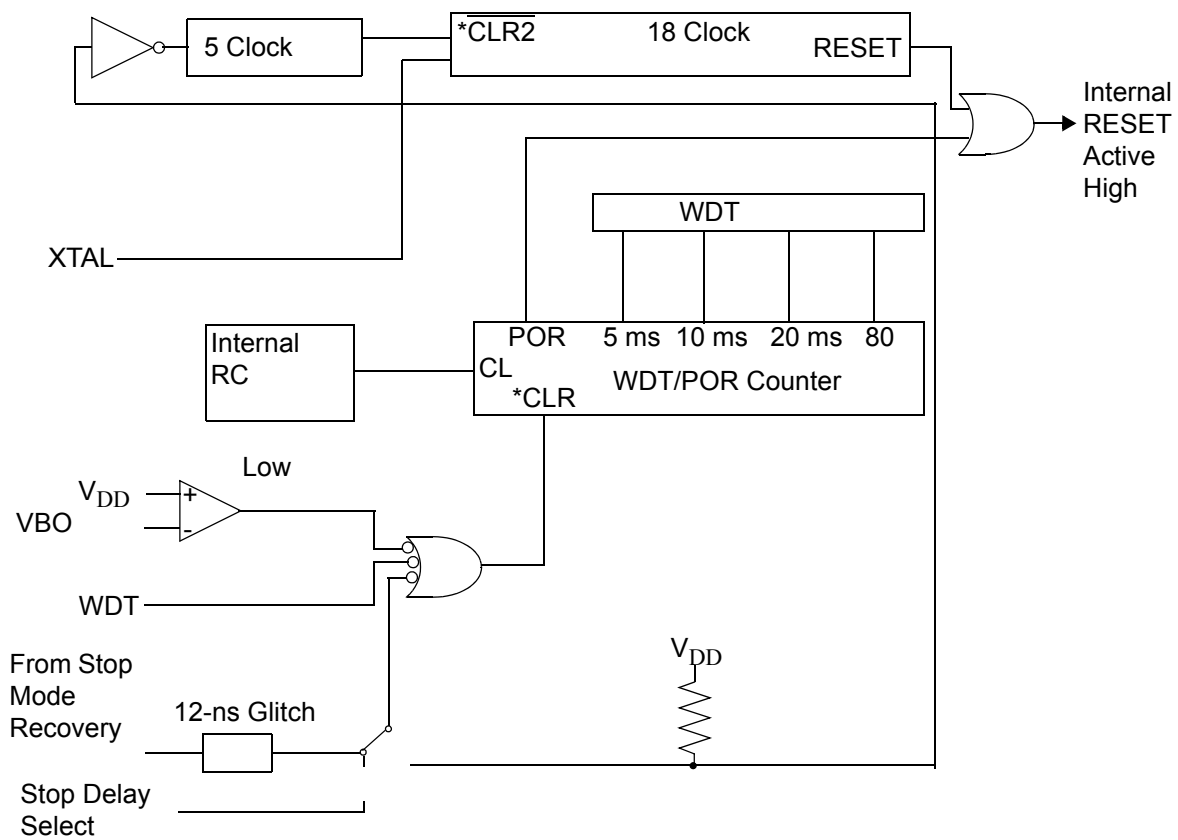 5 Clock
*CLR2
18 Clock
RESET
Internal
RESET
Active
High
WDT
XTAL
POR
5 ms
10 ms
20 ms
80
Internal
RC
CL
WDT/POR Counter
*CLR
Low
VDD
+
VBO
-
WDT
From Stop
Mode
Recovery
12-ns Glitch
VDD
Stop Delay
Select